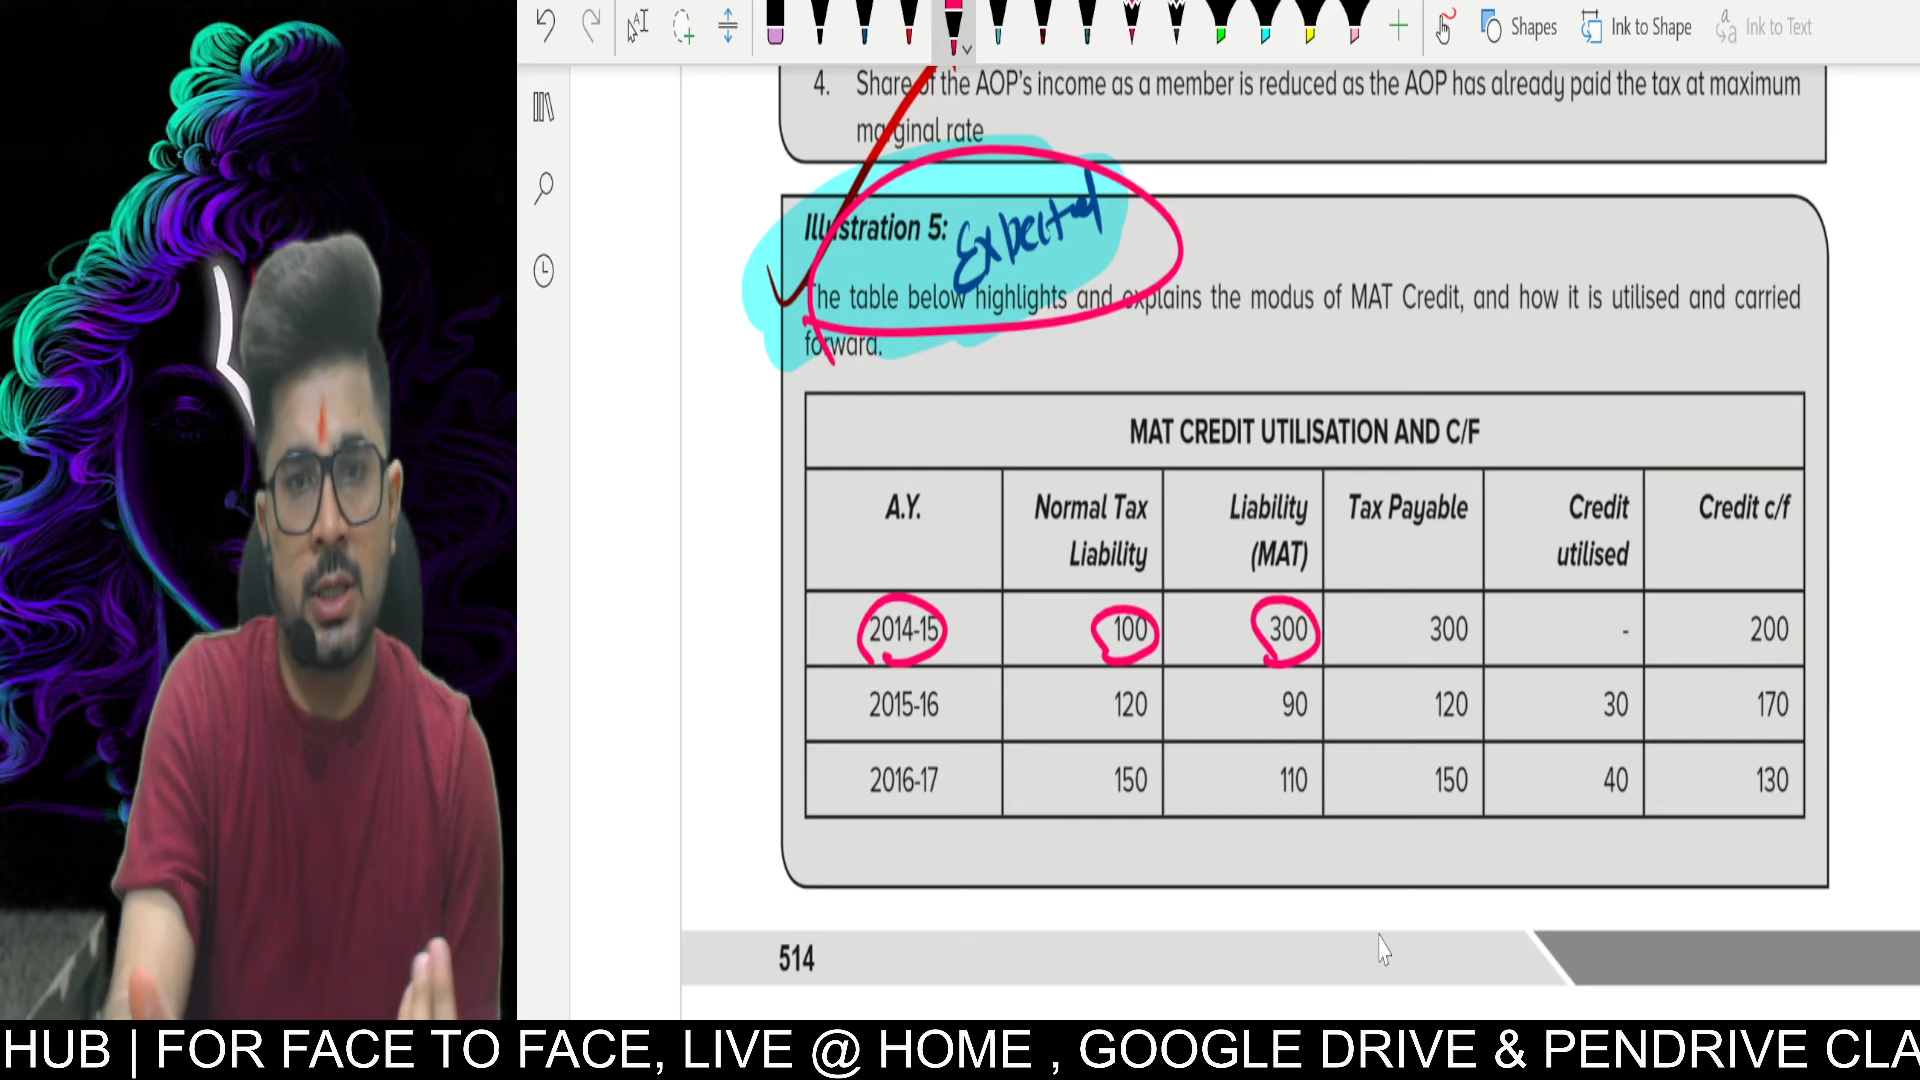 Shapes
Ink to Shape
Ink to Text
4. Share of the AOP's income as a member is reduced as the AOP has already paid the tax at maximum
marginal rate
Illustration 5:
Expected
The table below highlights and explains the modus of MAT Credit, and how it is utilised and carried
forward.
MAT CREDIT UTILISATION AND C/F
A.Y. Normal Tax Liability Liability (MAT) Tax Payable Credit utilised Credit c/f
2014-15 100 300 300 - 200
2015-16 120 90 120 30 170
2016-17 150 110 150 40 130
514
HUB | FOR FACE TO FACE, LIVE @ HOME , GOOGLE DRIVE & PENDRIVE CLA